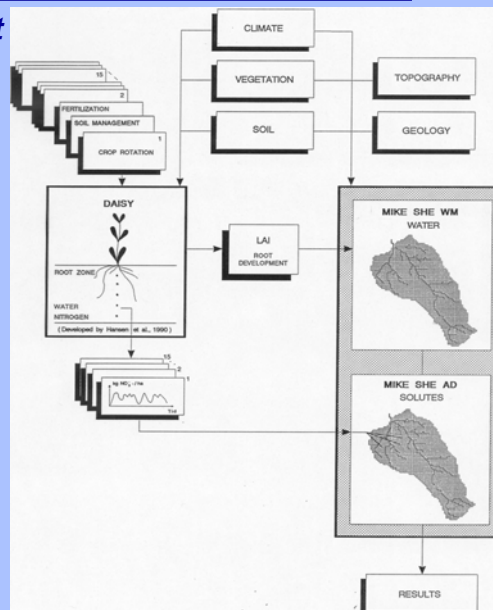 t
CLIMATE
15
VEGETATION
TOPOGRAPHY
2
FERTILIZATION
SOIL MANAGEMENT
1
CROP ROTATION
SOIL
GEOLOGY
DAISY
ROOT ZONE
WATER
NITROGEN
(Developed by Hansen et al., 1990)
LAI
ROOT
DEVELOPMENT
MIKE SHE WM
WATER
15
2
1
MIKE SHE AD
SOLUTES
RESULTS